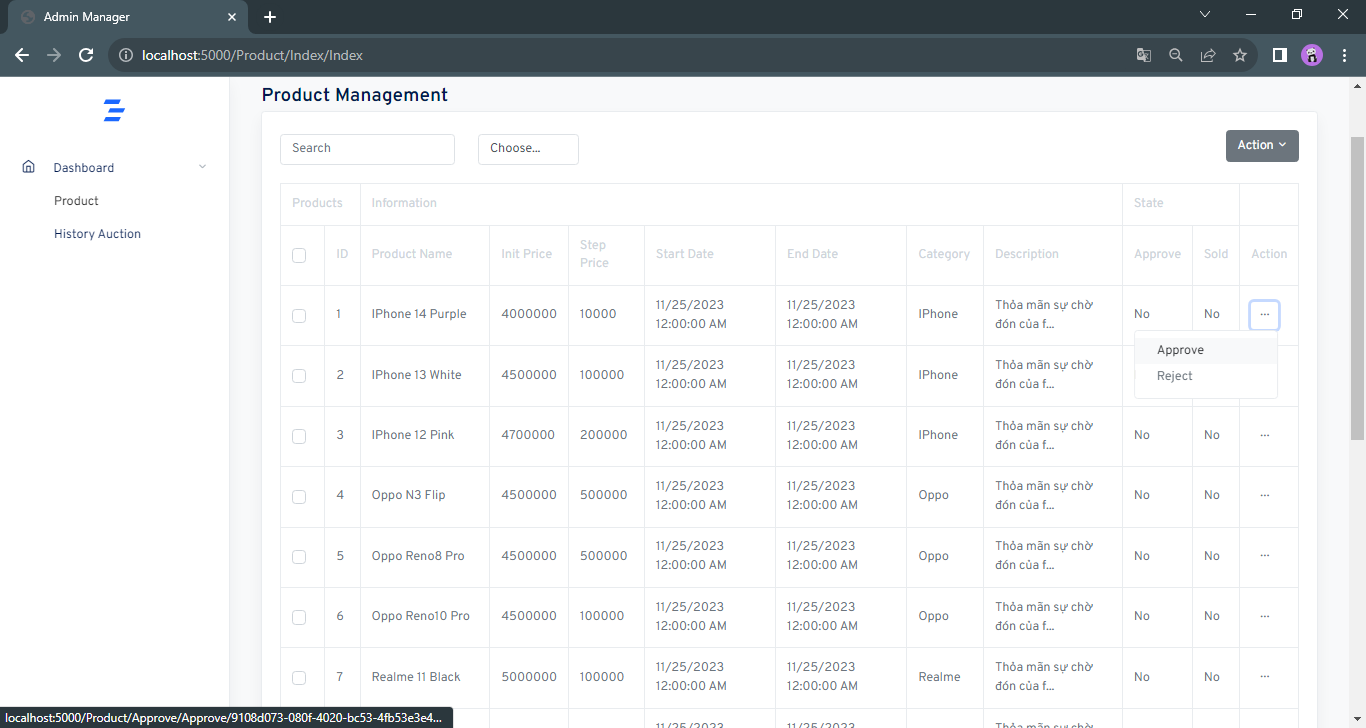 Admin Manager
localhost:5000/Product/Index/Index
Product Management
Dashboard
Product
History Auction
Search
Choose...
Action
Products Information State
ID Product Name Init Price Step Price Start Date End Date Category Description Approve Sold Action
1 IPhone 14 Purple 4000000 10000 11/25/2023 12:00:00 AM 11/25/2023 12:00:00 AM IPhone Thỏa mãn sự chờ đón của f... No No ...
Approve
Reject
2 IPhone 13 White 4500000 100000 11/25/2023 12:00:00 AM 11/25/2023 12:00:00 AM IPhone Thỏa mãn sự chờ đón của f...
3 IPhone 12 Pink 4700000 200000 11/25/2023 12:00:00 AM 11/25/2023 12:00:00 AM IPhone Thỏa mãn sự chờ đón của f... No No ...
4 Oppo N3 Flip 4500000 500000 11/25/2023 12:00:00 AM 11/25/2023 12:00:00 AM Oppo Thỏa mãn sự chờ đón của f... No No ...
5 Oppo Reno8 Pro 4500000 500000 11/25/2023 12:00:00 AM 11/25/2023 12:00:00 AM Oppo Thỏa mãn sự chờ đón của f... No No ...
6 Oppo Reno10 Pro 4500000 100000 11/25/2023 12:00:00 AM 11/25/2023 12:00:00 AM Oppo Thỏa mãn sự chờ đón của f... No No ...
7 Realme 11 Black 5000000 100000 11/25/2023 12:00:00 AM 11/25/2023 12:00:00 AM Realme Thỏa mãn sự chờ đón của f... No No ...
11/25/2023 11/25/2023 Thỏa mãn sự chờ
localhost:5000/Product/Approve/Approve/9108d073-080f-4020-bc53-4fb53e3e4...